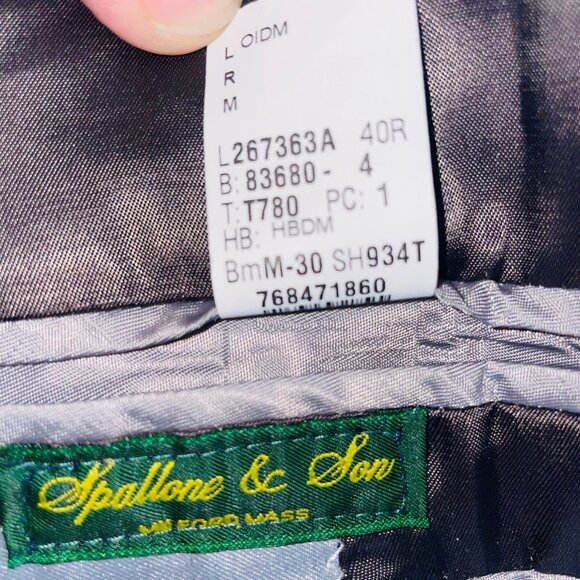 L OIDM
R
M
L267363A 40R
B: 83680- 4
T: T780 PC: 1
HB: HBDM
BmM-30 SH934T
768471860
Spallone & Son
MILFORD MASS